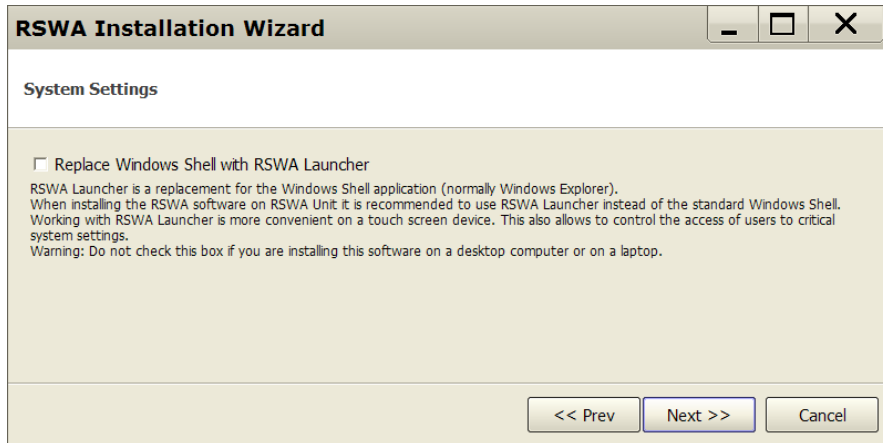 RSWA Installation Wizard
System Settings
Replace Windows Shell with RSWA Launcher
RSWA Launcher is a replacement for the Windows Shell application (normally Windows Explorer).
When installing the RSWA software on RSWA Unit it is recommended to use RSWA Launcher instead of the standard Windows Shell.
Working with RSWA Launcher is more convenient on a touch screen device. This also allows to control the access of users to critical
system settings.
Warning: Do not check this box if you are installing this software on a desktop computer or on a laptop.
<< Prev Next >> Cancel